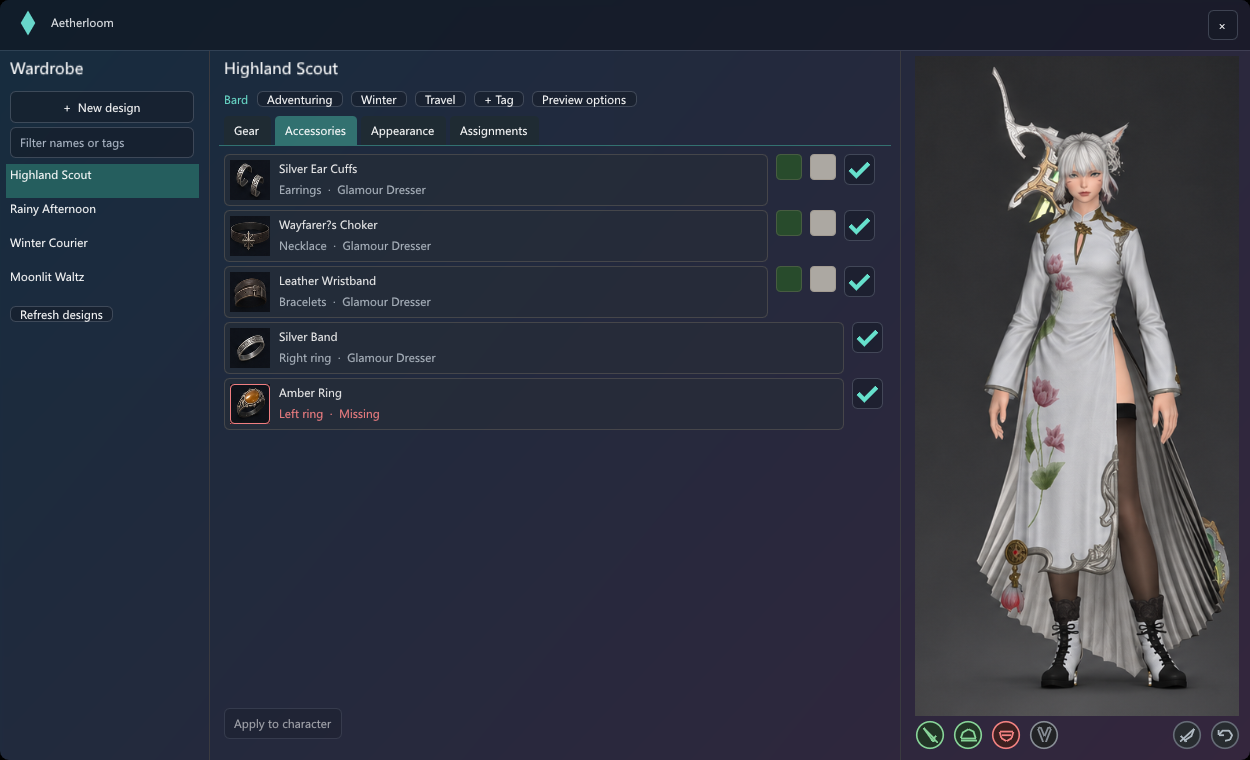 Aetherloom
×
Wardrobe
+ New design
Filter names or tags
Highland Scout
Rainy Afternoon
Winter Courier
Moonlit Waltz
Refresh designs
Highland Scout
Bard Adventuring Winter Travel + Tag Preview options
Gear Accessories Appearance Assignments
Silver Ear Cuffs
Earrings · Glamour Dresser
Wayfarer?s Choker
Necklace · Glamour Dresser
Leather Wristband
Bracelets · Glamour Dresser
Silver Band
Right ring · Glamour Dresser
Amber Ring
Left ring · Missing
Apply to character